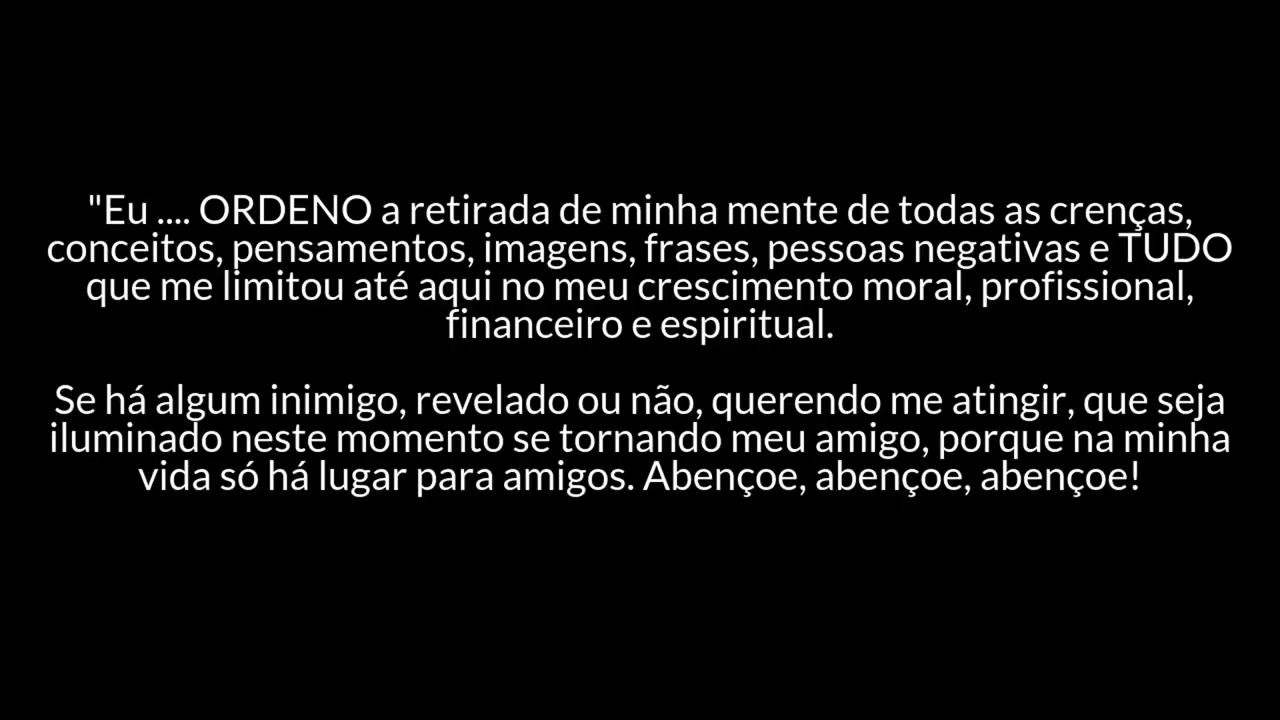 "Eu .... ORDENO a retirada de minha mente de todas as crenças,
conceitos, pensamentos, imagens, frases, pessoas negativas e TUDO
que me limitou até aqui no meu crescimento moral, profissional,
financeiro e espiritual.
Se há algum inimigo, revelado ou não, querendo me atingir, que seja
iluminado neste momento se tornando meu amigo, porque na minha
vida só há lugar para amigos. Abençoe, abençoe, abençoe!